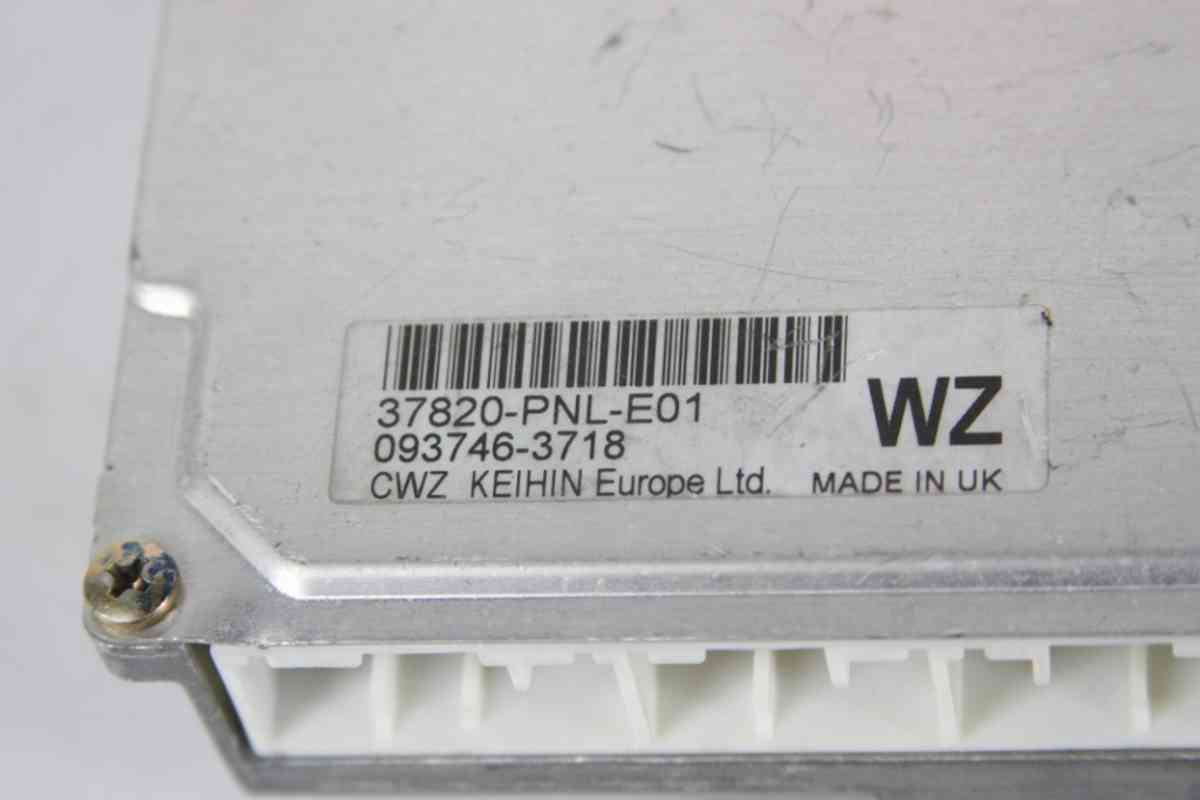 37820-PNL-E01
093746-3718
WZ
CWZ KEIHIN Europe Ltd. MADE IN UK